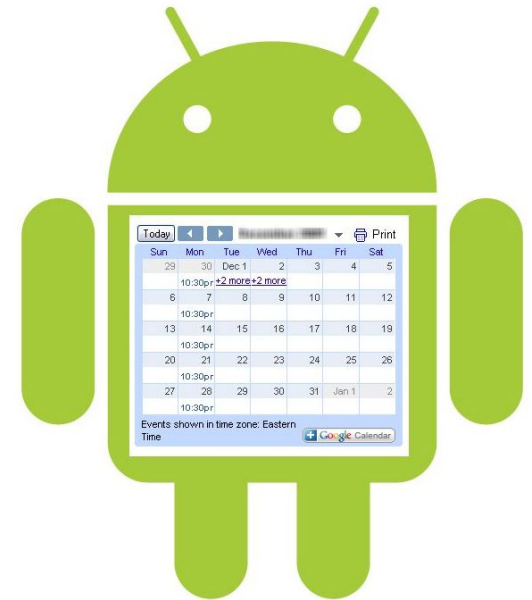 Today Print
Sun Mon Tue Wed Thu Fri Sat
29 30 Dec 1 2 3 4 5
10:30pr +2 more +2 more
6 7 8 9 10 11 12
10:30pr
13 14 15 16 17 18 19
10:30pr
20 21 22 23 24 25 26
10:30pr
27 28 29 30 31 Jan 1 2
10:30pr
Events shown in time zone: Eastern
Time
Google Calendar